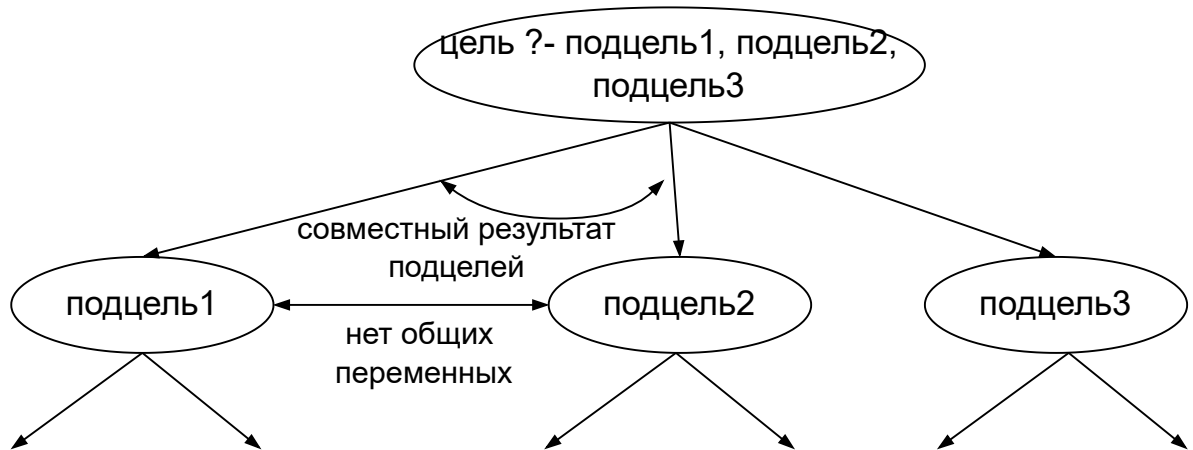 цель ?- подцель1, подцель2,
подцель3
совместный результат
подцелей
подцель1
подцель2
подцель3
нет общих
переменных